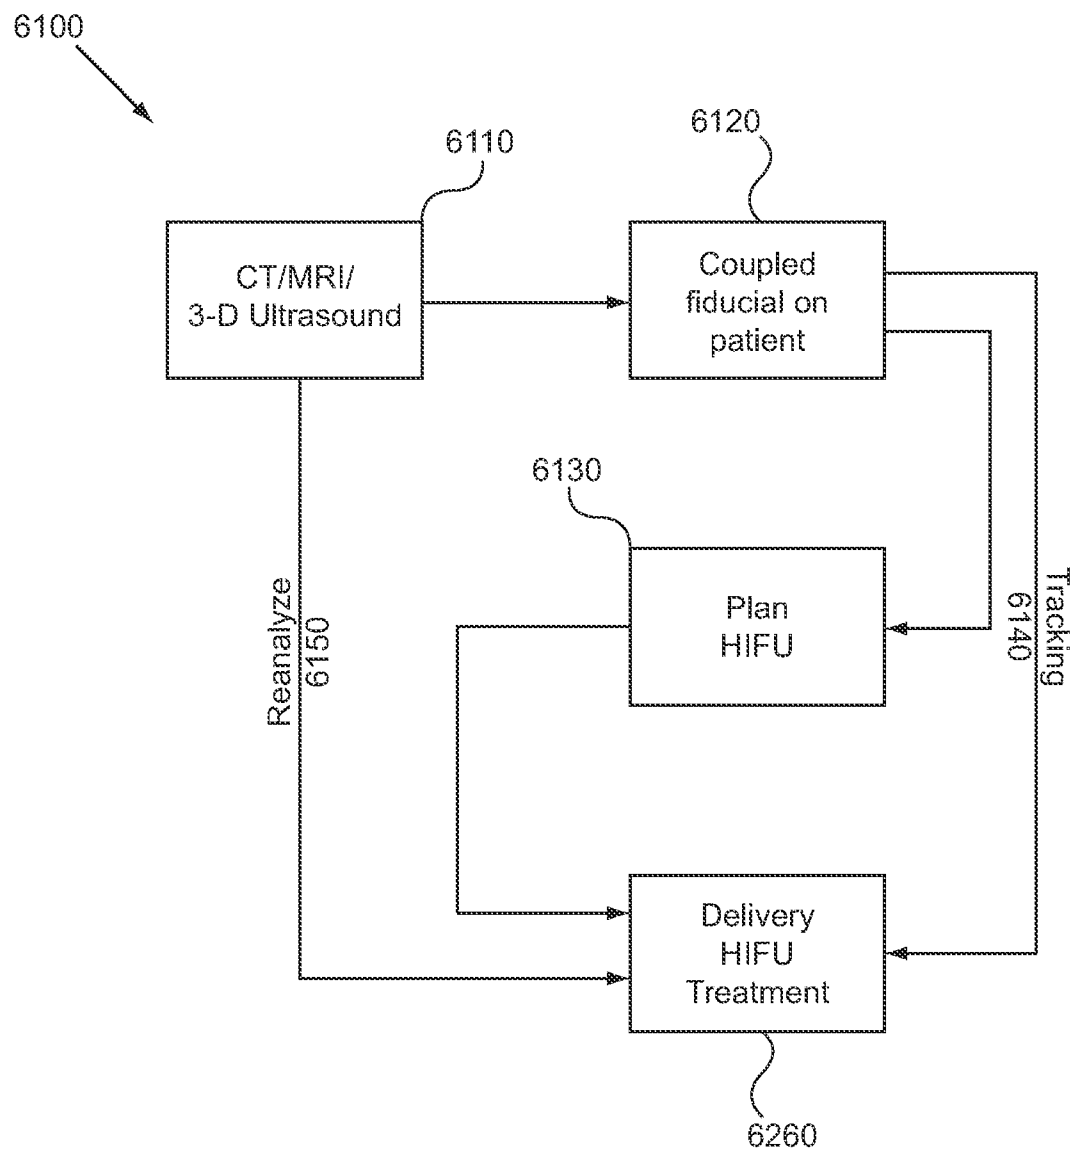 6100
6110
6120
CT/MRI/
3-D Ultrasound
Coupled
fiducial on
patient
6130
Plan
HIFU
Reanalyze
6150
Tracking
6140
Delivery
HIFU
Treatment
6260